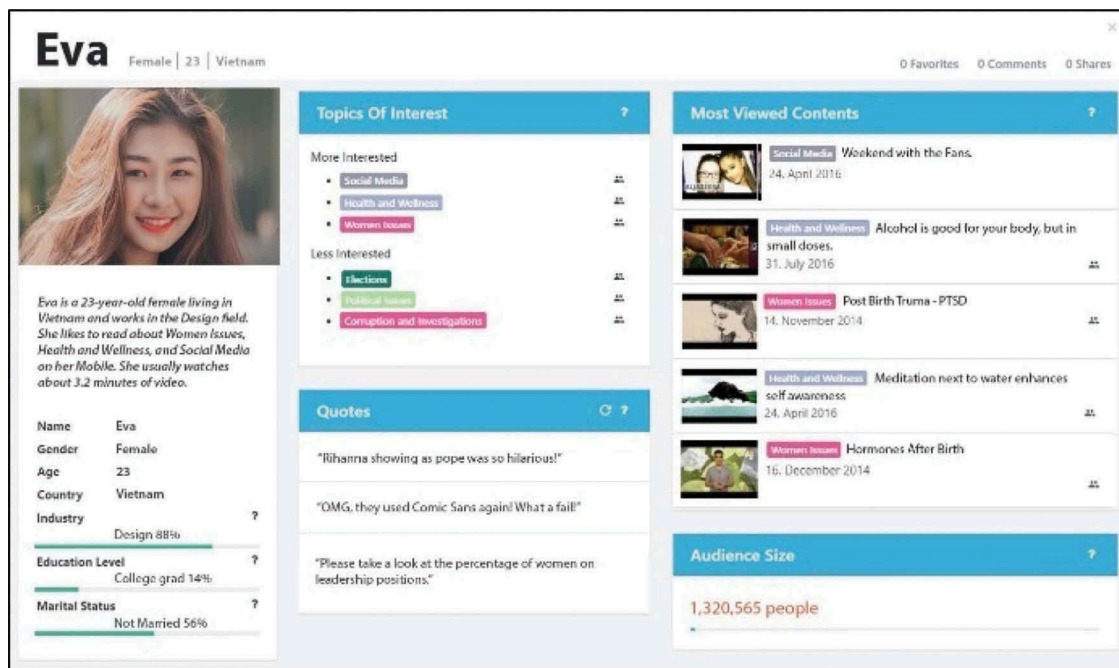 Eva Female | 23 | Vietnam
0 Favorites 0 Comments 0 Shares
Eva is a 23-year-old female living in
Vietnam and works in the Design field.
She likes to read about Women Issues,
Health and Wellness, and Social Media
on her Mobile. She usually watches
about 3.2 minutes of video.
Name Eva
Gender Female
Age 23
Country Vietnam
Industry ?
Design 88%
Education Level ?
College grad 14%
Marital Status ?
Not Married 56%
Topics Of Interest ?
More Interested
Social Media
Health and Wellness
Women Issues
Less Interested
Elections
Political Issues
Corruption and Investigations
Quotes ?
"Rihanna showing as pope was so hilarious!"
"OMG, they used Comic Sans again! What a fail!"
"Please take a look at the percentage of women on
leadership positions."
Most Viewed Contents ?
Social Media Weekend with the Fans.
24. April 2016
Health and Wellness Alcohol is good for your body, but in
small doses.
31. July 2016
Women Issues Post Birth Truma - PTSD
14. November 2014
Health and Wellness Meditation next to water enhances
self awareness
24. April 2016
Women Issues Hormones After Birth
16. December 2014
Audience Size ?
1,320,565 people